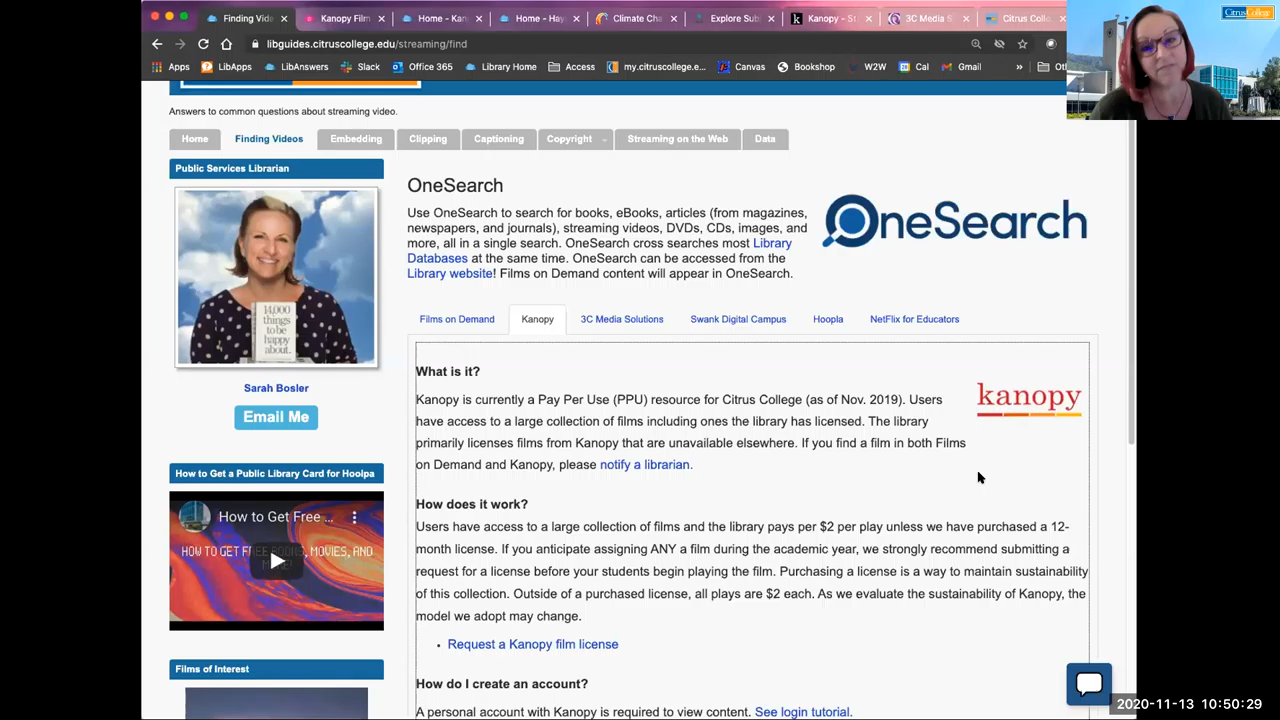 Finding Vide
Kanopy Film
Home - Kan
Home - Per
Climate Cha
Explore Sub
Kanopy - St
3C Media S
Citrus Colle
CitrusCollege
libguides.citruscollege.edu/streaming/find
Apps
LibApps
LibAnswers
Slack
Office 365
Library Home
Access
my.citruscollege.e...
Canvas
Bookshop
W2W
Cal
Gmail
»
Answers to common questions about streaming video.
Home
Finding Videos
Embedding
Clipping
Captioning
Copyright
Streaming on the Web
Data
Public Services Librarian
14,000
things
to be
happy
about.
Sarah Bosler
Email Me
How to Get a Public Library Card for Hoolpa
How to Get Free ...
HOW TO GET FREE BOOKS, MOVIES, AND
MORE!
Films of Interest
OneSearch
Use OneSearch to search for books, eBooks, articles (from magazines,
newspapers, and journals), streaming videos, DVDs, CDs, images, and
more, all in a single search. OneSearch cross searches most Library
Databases at the same time. OneSearch can be accessed from the
Library website! Films on Demand content will appear in OneSearch.
OneSearch
Films on Demand
Kanopy
3C Media Solutions
Swank Digital Campus
Hoopla
NetFlix for Educators
What is it?
kanopy
Kanopy is currently a Pay Per Use (PPU) resource for Citrus College (as of Nov. 2019). Users
have access to a large collection of films including ones the library has licensed. The library
primarily licenses films from Kanopy that are unavailable elsewhere. If you find a film in both Films
on Demand and Kanopy, please notify a librarian.
How does it work?
Users have access to a large collection of films and the library pays per $2 per play unless we have purchased a 12-
month license. If you anticipate assigning ANY a film during the academic year, we strongly recommend submitting a
request for a license before your students begin playing the film. Purchasing a license is a way to maintain sustainability
of this collection. Outside of a purchased license, all plays are $2 each. As we evaluate the sustainability of Kanopy, the
model we adopt may change.
Request a Kanopy film license
How do I create an account?
A personal account with Kanopy is required to view content. See login tutorial.
2020-11-13 10:50:29